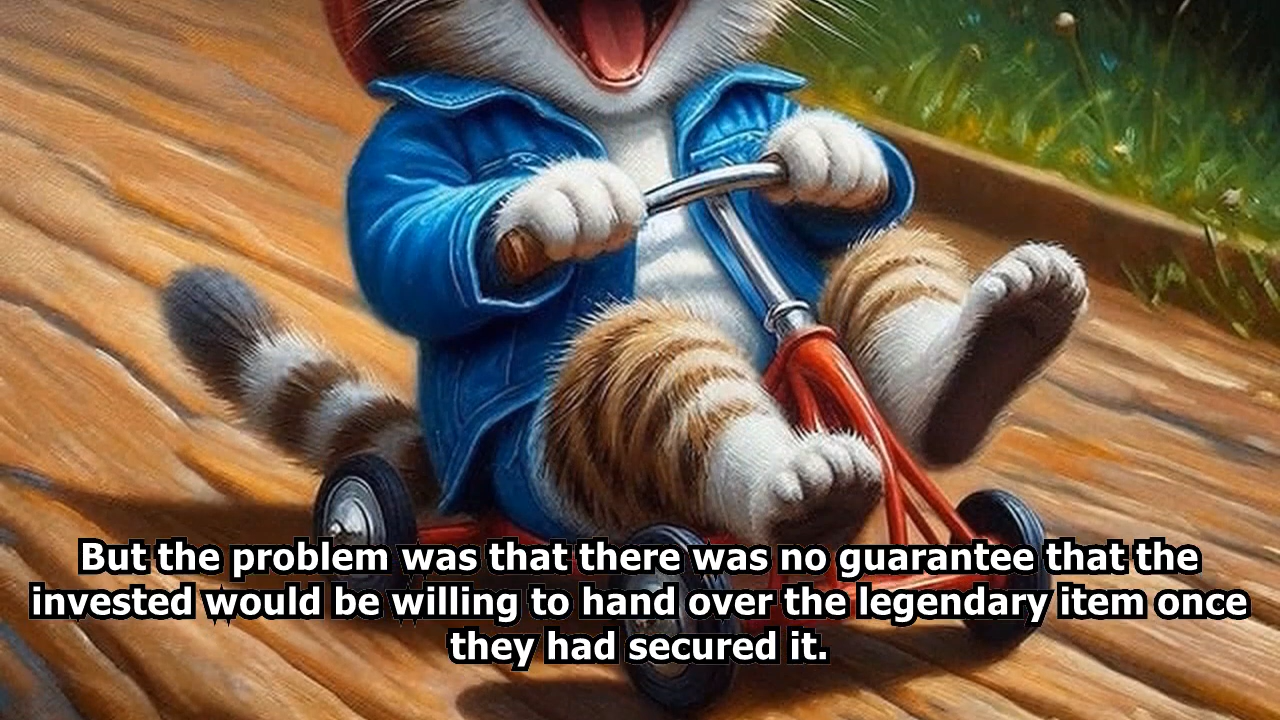 But the problem was that there was no guarantee that the
invested would be willing to hand over the legendary item once
they had secured it.